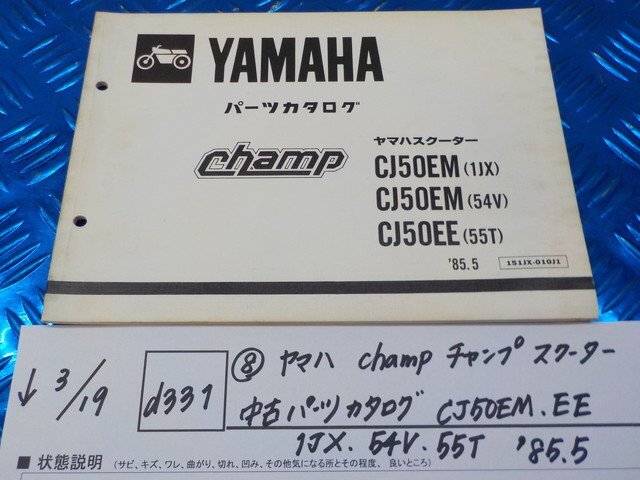 YAMAHA
パーツカタログ
champ
ヤマハスクーター
CJ50EM (1JX)
CJ50EM (54V)
CJ50EE (55T)
'85.5 151JX-010J1
↓ 3/19 d331 ⑧ ヤマハ champ チャンプ スクーター
中古パーツカタログ CJ50EM.EE
1JX.54V.55T '85.5
■ 状態説明 (サビ、キズ、ワレ、曲がり、切れ、凹み、その他気になる所とその程度、良いところ)